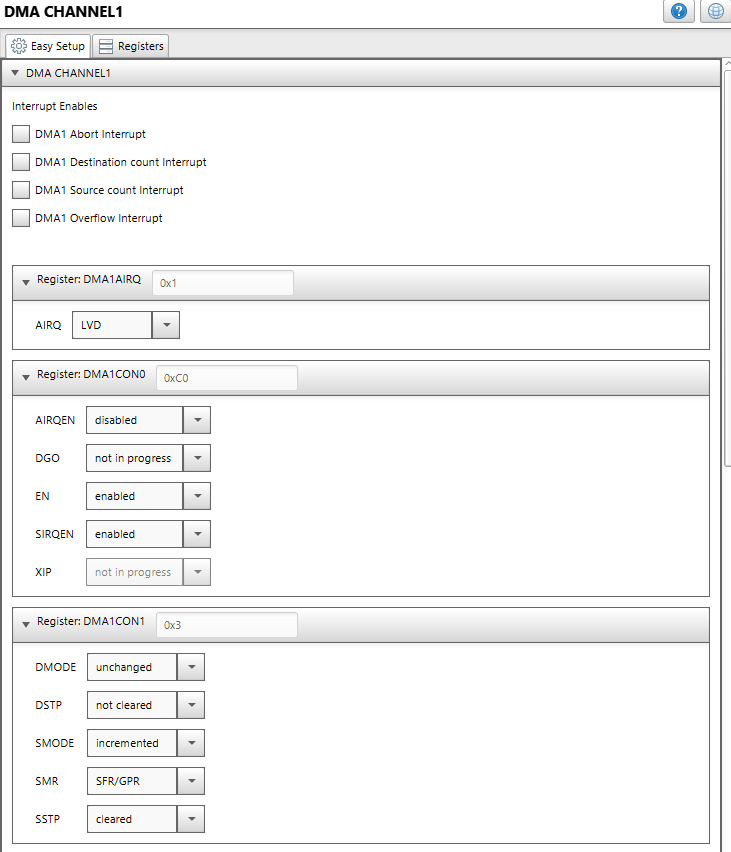 DMA CHANNEL1
?
Easy Setup Registers
DMA CHANNEL1
Interrupt Enables
DMA1 Abort Interrupt
DMA1 Destination count Interrupt
DMA1 Source count Interrupt
DMA1 Overflow Interrupt
Register: DMA1AIRQ 0x1
AIRQ LVD
Register: DMA1CON0 0xC0
AIRQEN disabled
DGO not in progress
EN enabled
SIRQEN enabled
XIP not in progress
Register: DMA1CON1 0x3
DMODE unchanged
DSTP not cleared
SMODE incremented
SMR SFR/GPR
SSTP cleared